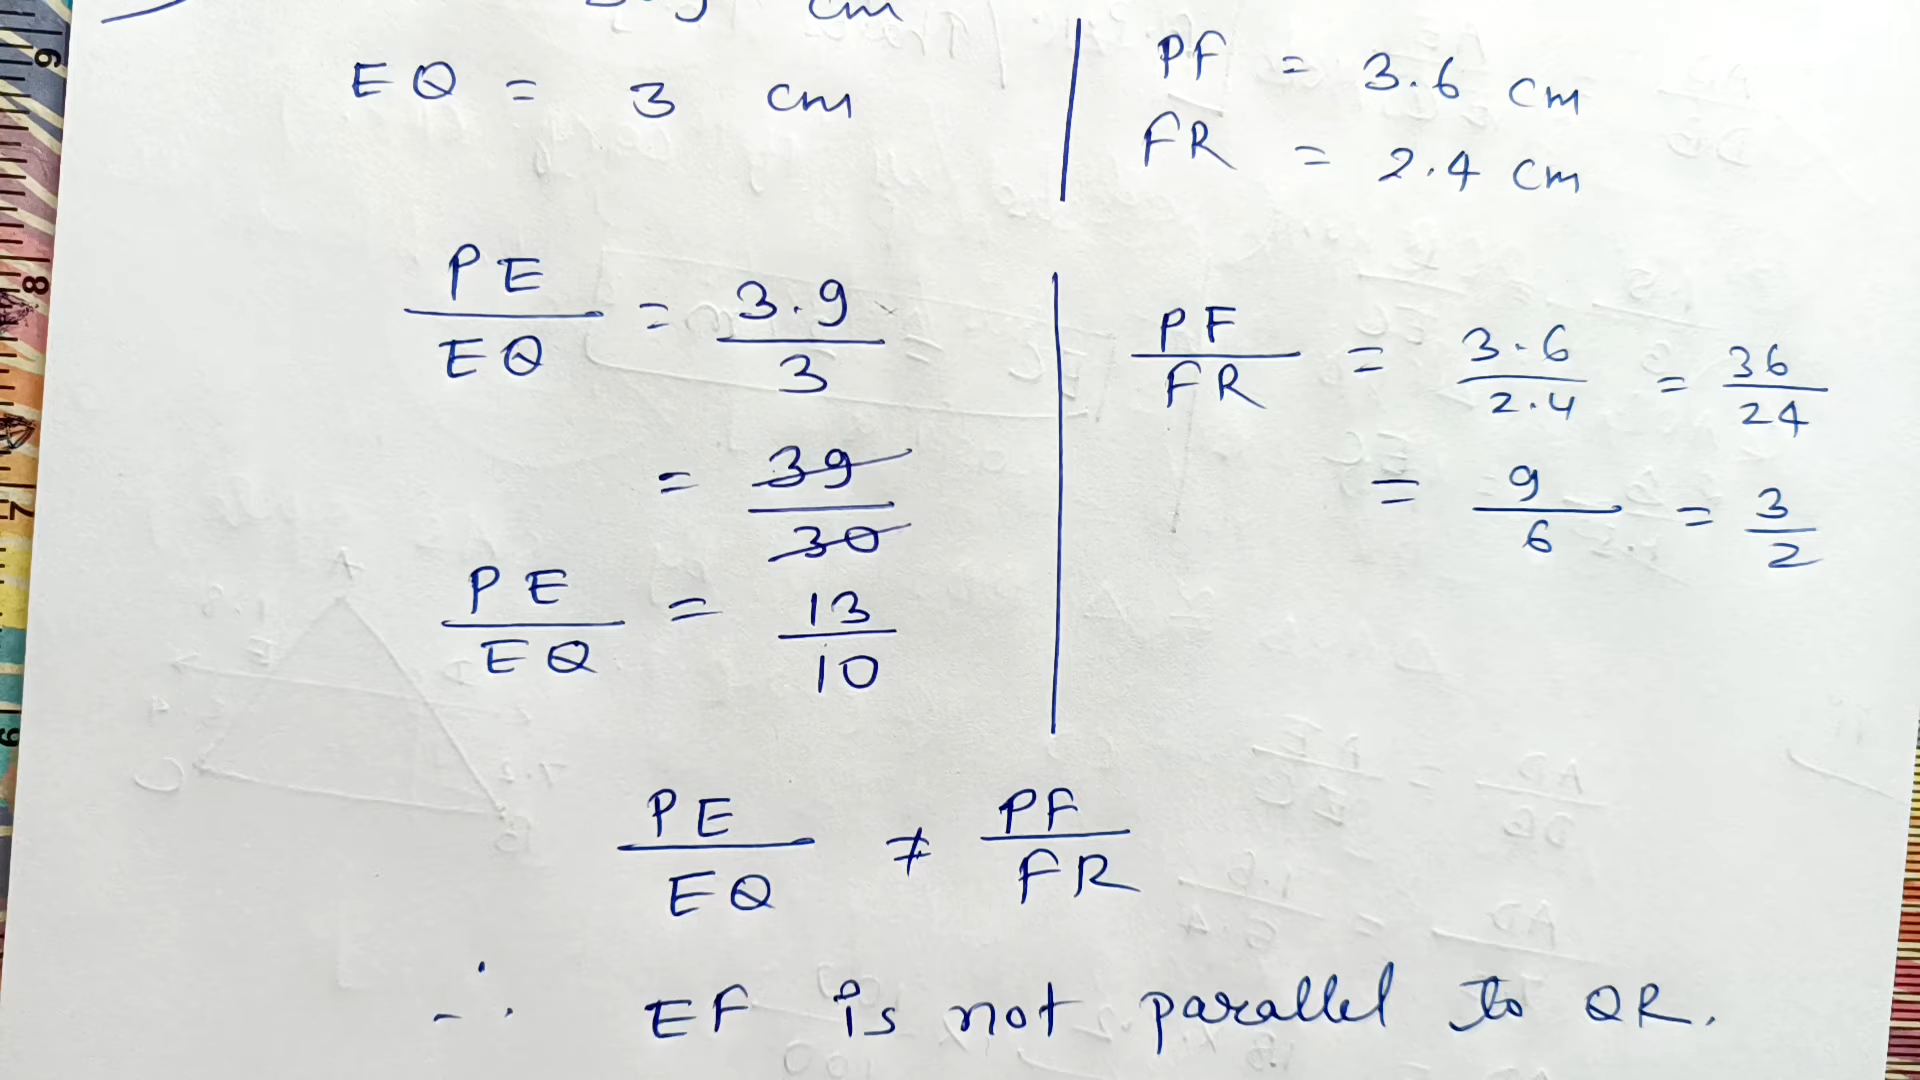 cm
EQ = 3 cm
PF = 3.6 cm
FR = 2.4 cm
PE/EQ = 3.9/3
= 39/30
PE/EQ = 13/10
PF/FR = 3.6/2.4 = 36/24
= 9/6 = 3/2
PE/EQ ≠ PF/FR
∴ EF is not parallel to QR.